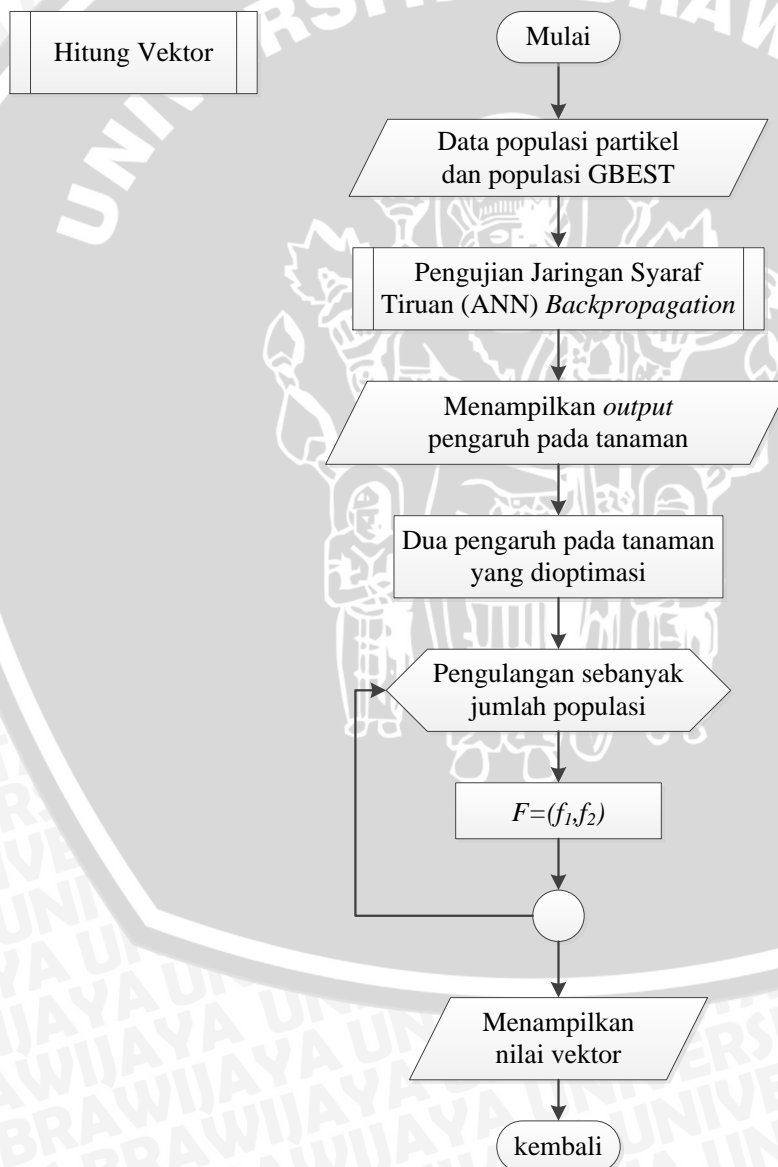 Hitung Vektor
Mulai
Data populasi partikel
dan populasi GBEST
Pengujian Jaringan Syaraf
Tiruan (ANN) Backpropagation
Menampilkan output
pengaruh pada tanaman
Dua pengaruh pada tanaman
yang dioptimasi
Pengulangan sebanyak
jumlah populasi
F=(f1,f2)
Menampilkan
nilai vektor
kembali